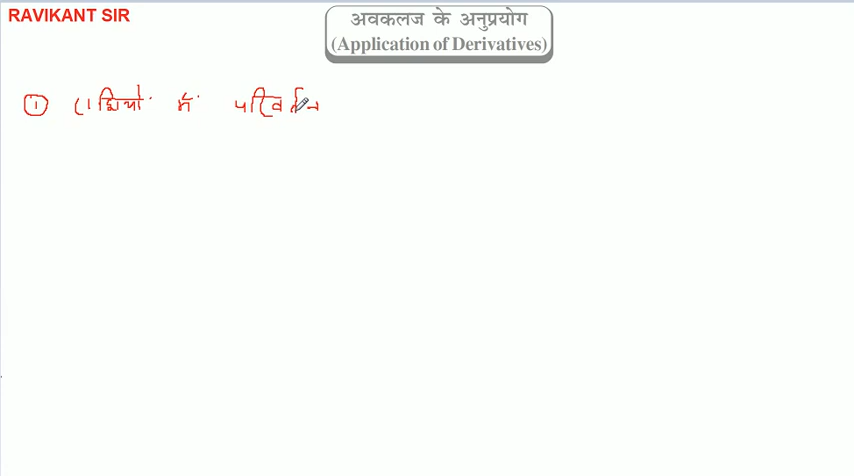 RAVIKANT SIR
अवकलज के अनुप्रयोग
(Application of Derivatives)
① राशियों में परिवर्तन